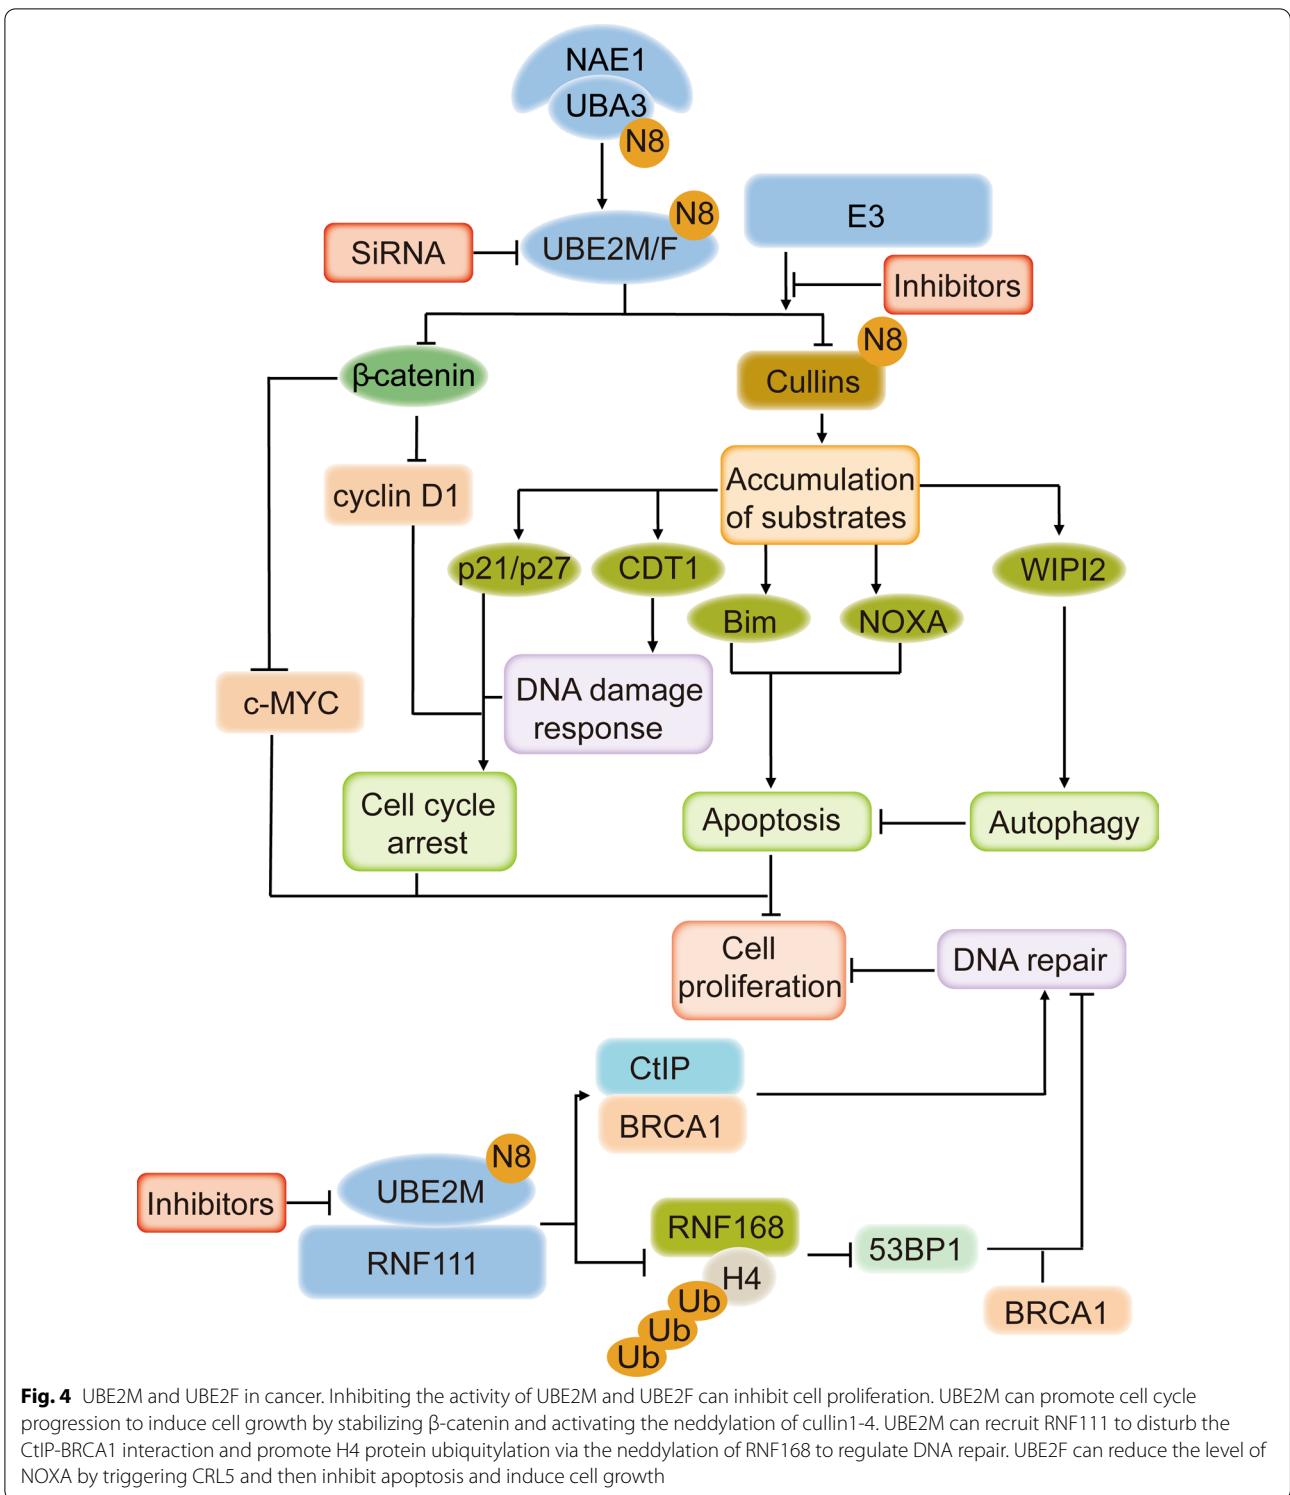 NAE1
UBA3
N8
N8
E3
SiRNA
UBE2M/F
Inhibitors
N8
β-catenin
Cullins
cyclin D1
Accumulation
of substrates
p21/p27
CDT1
WIPI2
Bim
NOXA
DNA damage
response
c-MYC
Cell cycle
arrest
Apoptosis
Autophagy
Cell
proliferation
DNA repair
CtIP
BRCA1
N8
Inhibitors
UBE2M
RNF111
RNF168
53BP1
H4
Ub
Ub
Ub
BRCA1
Fig. 4 UBE2M and UBE2F in cancer. Inhibiting the activity of UBE2M and UBE2F can inhibit cell proliferation. UBE2M can promote cell cycle
progression to induce cell growth by stabilizing β-catenin and activating the neddylation of cullin1-4. UBE2M can recruit RNF111 to disturb the
CtIP-BRCA1 interaction and promote H4 protein ubiquitylation via the neddylation of RNF168 to regulate DNA repair. UBE2F can reduce the level of
NOXA by triggering CRL5 and then inhibit apoptosis and induce cell growth